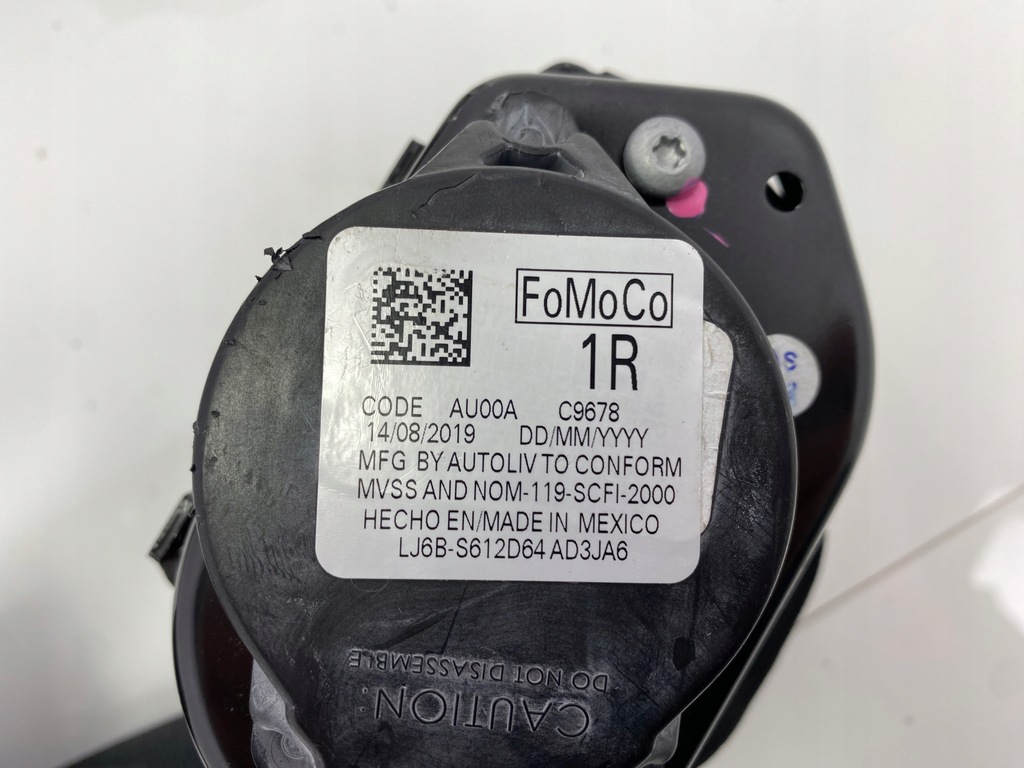 FoMoCo
1R
CODE AU00A C9678
14/08/2019 DD/MM/YYYY
MFG BY AUTOLIV TO CONFORM
MVSS AND NOM-119-SCFI-2000
HECHO EN/MADE IN MEXICO
LJ6B-S612D64 AD3JA6
CAUTION:
DO NOT DISASSEMBLE